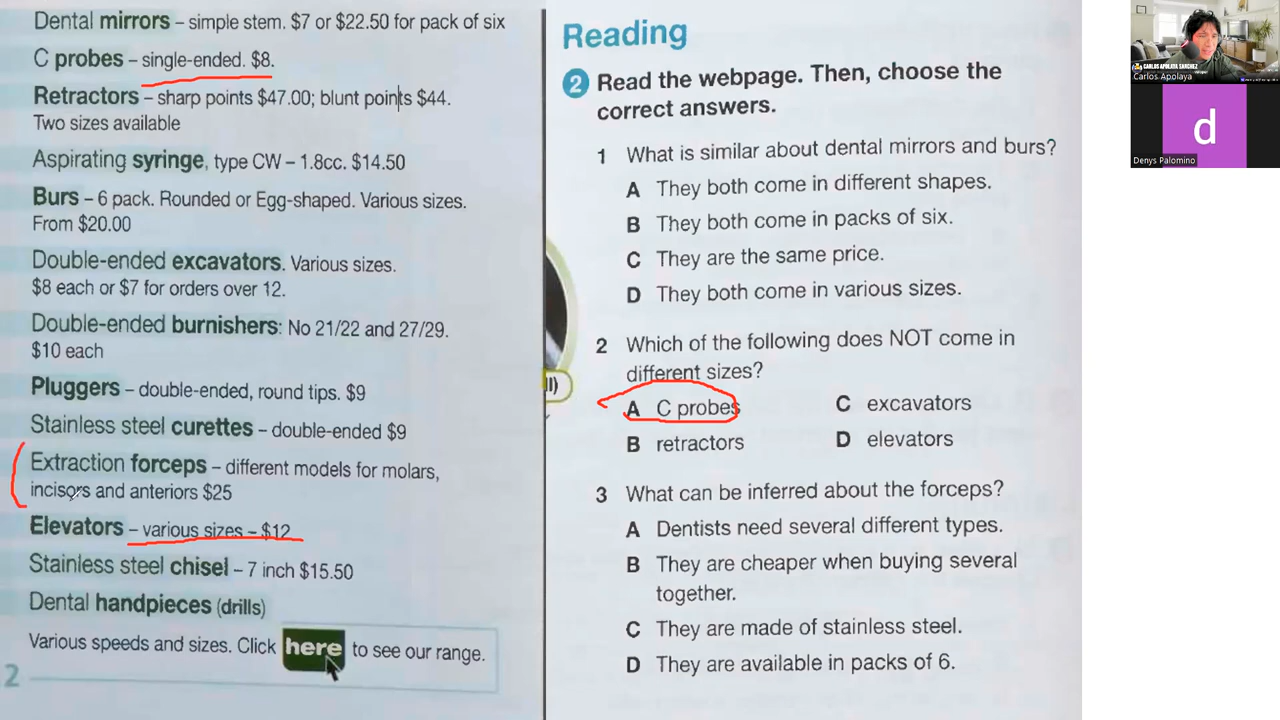 Dental mirrors – simple stem. $7 or $22.50 for pack of six
C probes – single-ended. $8.
Retractors – sharp points $47.00; blunt points $44.
Two sizes available
Aspirating syringe, type CW – 1.8cc. $14.50
Burs – 6 pack. Rounded or Egg-shaped. Various sizes.
From $20.00
Double-ended excavators. Various sizes.
$8 each or $7 for orders over 12.
Double-ended burnishers: No 21/22 and 27/29.
$10 each
Pluggers – double-ended, round tips. $9
Stainless steel curettes – double-ended $9
Extraction forceps – different models for molars,
incisors and anteriors $25
Elevators – various sizes – $12
Stainless steel chisel – 7 inch $15.50
Dental handpieces (drills)
Various speeds and sizes. Click here to see our range.
2
Reading
2 Read the webpage. Then, choose the
correct answers.
1 What is similar about dental mirrors and burs?
A They both come in different shapes.
B They both come in packs of six.
C They are the same price.
D They both come in various sizes.
2 Which of the following does NOT come in
different sizes?
A C probes C excavators
B retractors D elevators
3 What can be inferred about the forceps?
A Dentists need several different types.
B They are cheaper when buying several
together.
C They are made of stainless steel.
D They are available in packs of 6.
CARLOS APOLAYA SANCHEZ
Carlos Apolaya
d
Denys Palomino